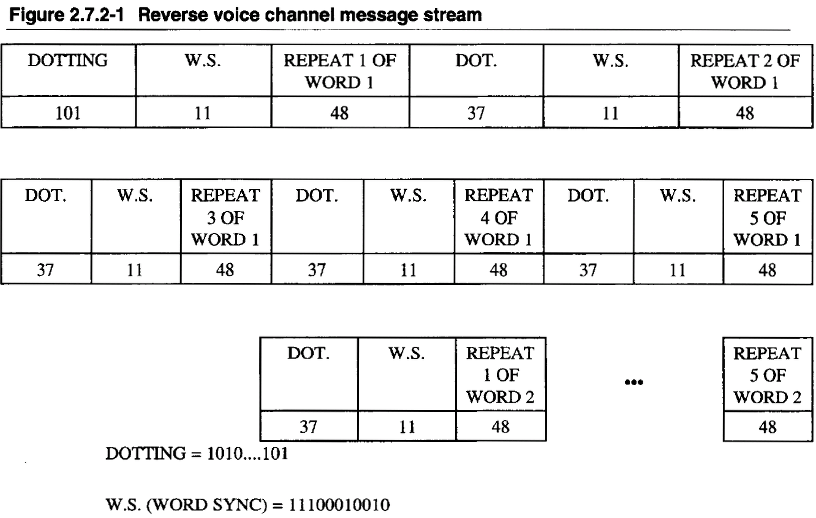 Figure 2.7.2-1 Reverse voice channel message stream
DOTTING W.S. REPEAT 1 OF DOT. W.S. REPEAT 2 OF
WORD 1 WORD 1
101 11 48 37 11 48
DOT. W.S. REPEAT DOT. W.S. REPEAT DOT. W.S. REPEAT
3 OF 4 OF 5 OF
WORD 1 WORD 1 WORD 1
37 11 48 37 11 48 37 11 48
DOT. W.S. REPEAT REPEAT
1 OF ••• 5 OF
WORD 2 WORD 2
37 11 48 48
DOTTING = 1010....101
W.S. (WORD SYNC) = 11100010010